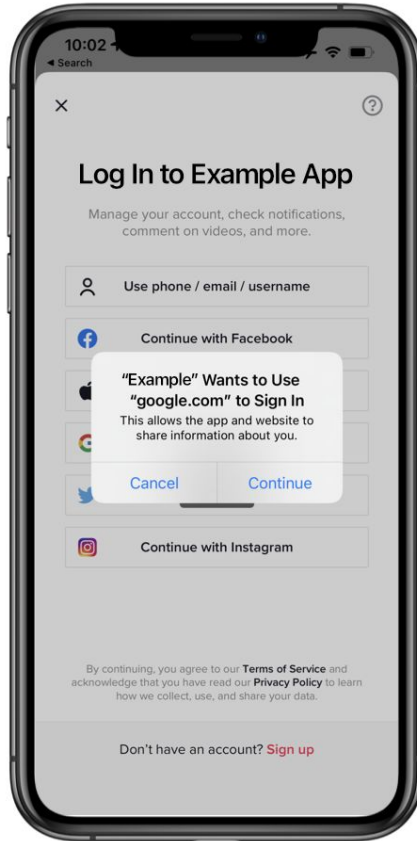 10:02
◀ Search
Log In to Example App
Manage your account, check notifications,
comment on videos, and more.
Use phone / email / username
Continue with Facebook
“Example” Wants to Use
“google.com” to Sign In
This allows the app and website to
share information about you.
Cancel
Continue
Continue with Instagram
By continuing, you agree to our Terms of Service and
acknowledge that you have read our Privacy Policy to learn
how we collect, use, and share your data.
Don’t have an account? Sign up